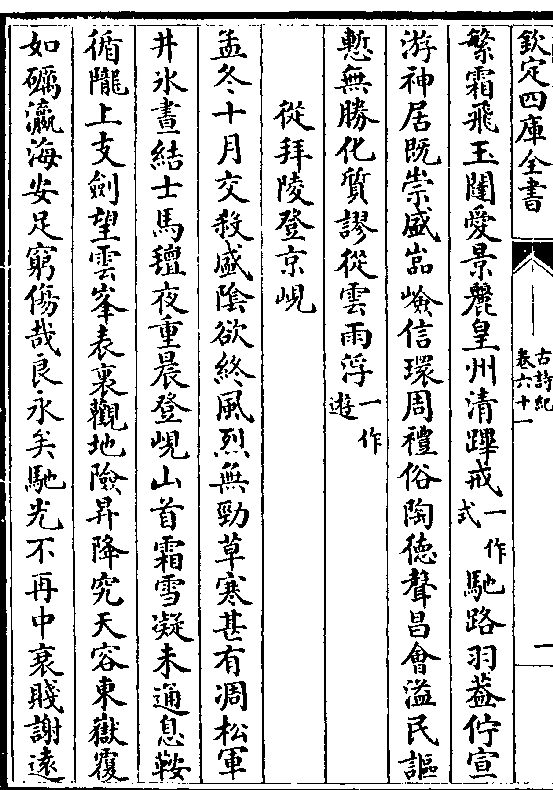 欽定四庫全書
古詩紀
卷六十一
一
繁霜飛玉闥愛景麗皇州清蹕戒一作式馳路羽蓋佇宣
游神居既崇盛嵓嶮信環周禮俗陶德聲昌會溢民謳
慙無勝化質謬從雲雨浮一作遊
從拜陵登京峴
孟冬十月交殺盛陰欲終風烈無勁草寒甚有凋松軍
井氷晝結士馬氊夜重晨登峴山首霜雪凝未通息鞍
循隴上支劍望雲峯表裏觀地險昇降究天容東嶽覆
如礪瀛海安足窮傷哉良永矣馳光不再中衰賤謝遠